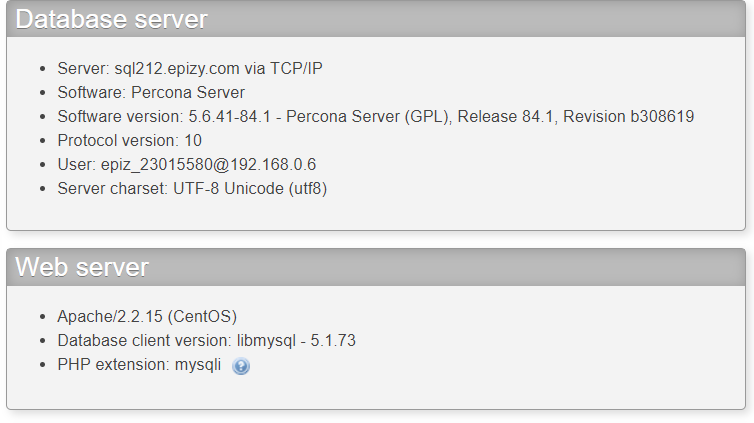 Database server
Server: sql212.epizy.com via TCP/IP
Software: Percona Server
Software version: 5.6.41-84.1 - Percona Server (GPL), Release 84.1, Revision b308619
Protocol version: 10
User: epiz_23015580@192.168.0.6
Server charset: UTF-8 Unicode (utf8)
Web server
Apache/2.2.15 (CentOS)
Database client version: libmysql - 5.1.73
PHP extension: mysqli ?